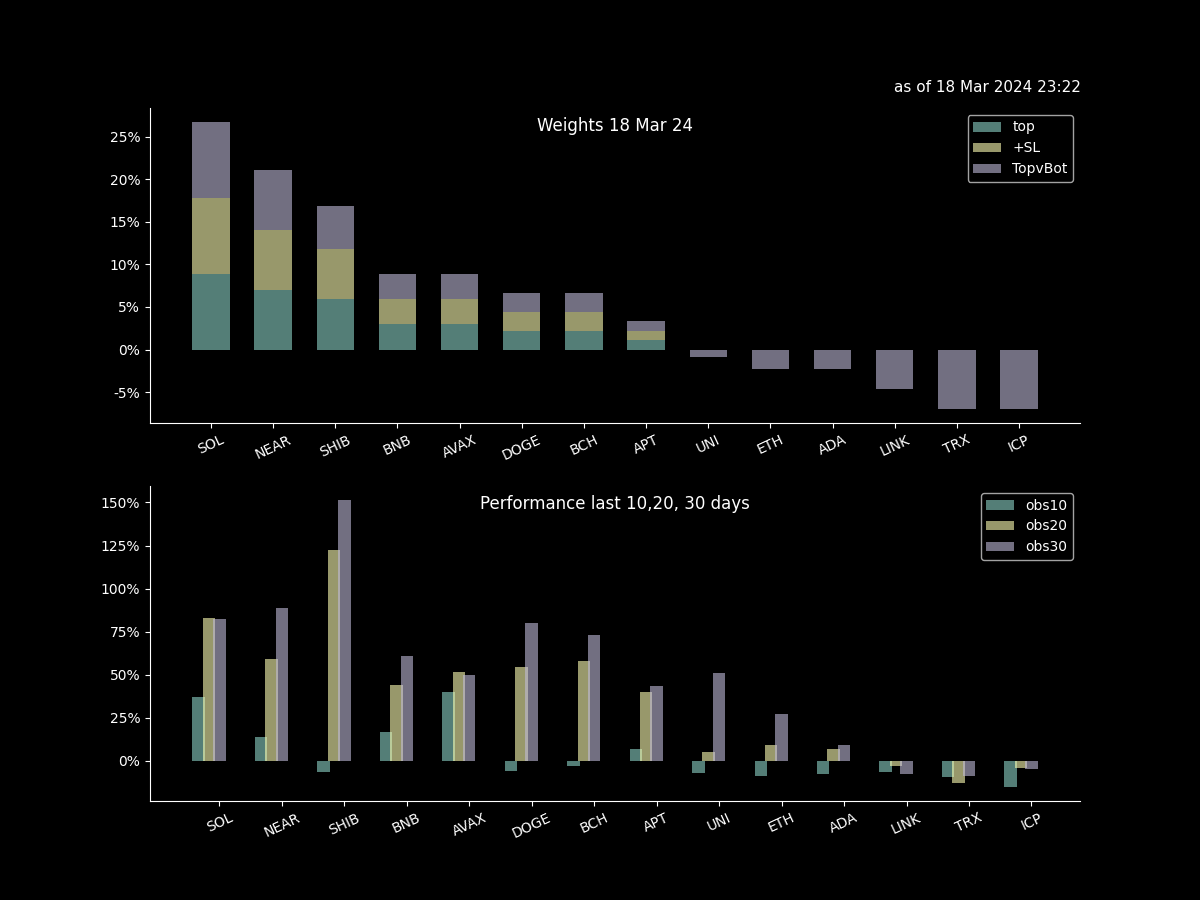 as of 18 Mar 2024 23:22
Weights 18 Mar 24
top
+SL
TopvBot
25%
20%
15%
10%
5%
0%
-5%
SOL NEAR SHIB BNB AVAX DOGE BCH APT UNI ETH ADA LINK TRX ICP
Performance last 10,20, 30 days
obs10
obs20
obs30
150%
125%
100%
75%
50%
25%
0%
SOL NEAR SHIB BNB AVAX DOGE BCH APT UNI ETH ADA LINK TRX ICP